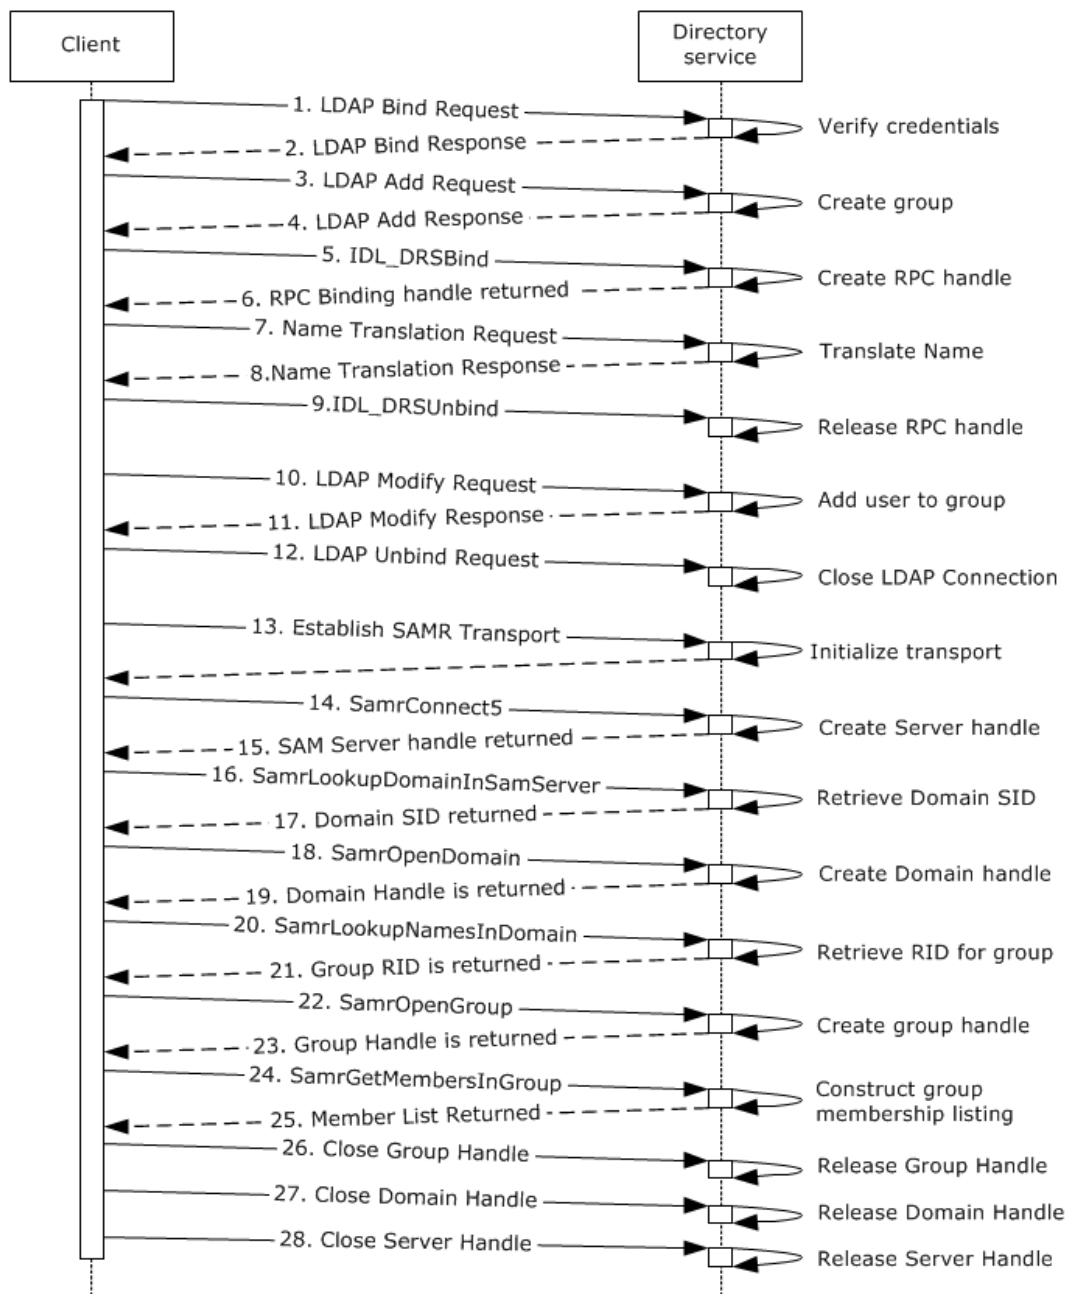 Client
Directory
service
1. LDAP Bind Request
Verify credentials
2. LDAP Bind Response
3. LDAP Add Request
Create group
4. LDAP Add Response
5. IDL_DRSBind
Create RPC handle
6. RPC Binding handle returned
7. Name Translation Request
Translate Name
8.Name Translation Response
9.IDL_DRSUnbind
Release RPC handle
10. LDAP Modify Request
Add user to group
11. LDAP Modify Response
12. LDAP Unbind Request
Close LDAP Connection
13. Establish SAMR Transport
Initialize transport
14. SamrConnect5
Create Server handle
15. SAM Server handle returned
16. SamrLookupDomainInSamServer
Retrieve Domain SID
17. Domain SID returned
18. SamrOpenDomain
Create Domain handle
19. Domain Handle is returned
20. SamrLookupNamesInDomain
Retrieve RID for group
21. Group RID is returned
22. SamrOpenGroup
Create group handle
23. Group Handle is returned
24. SamrGetMembersInGroup
Construct group
membership listing
25. Member List Returned
26. Close Group Handle
Release Group Handle
27. Close Domain Handle
Release Domain Handle
28. Close Server Handle
Release Server Handle